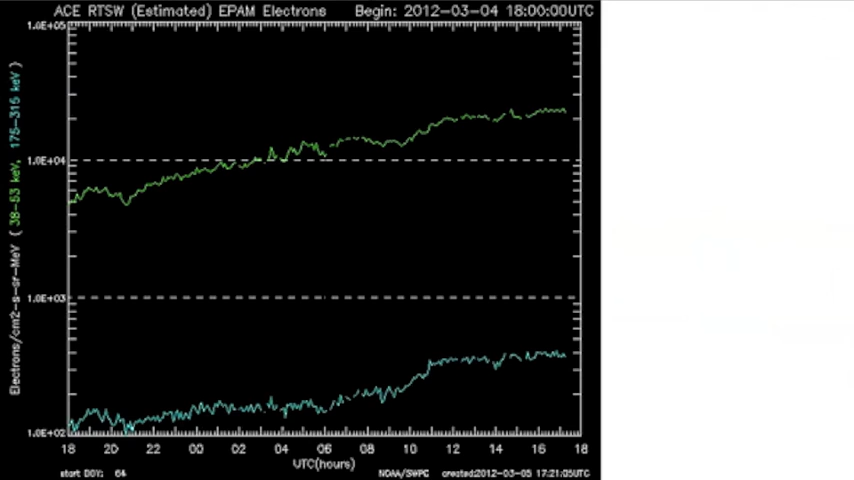 ACE RTSW (Estimated) EPAM Electrons Begin: 2012-03-04 18:00:00UTC
1.0E+05
1.0E+04
1.0E+03
1.0E+02
Electrons/cm2-s-sr-MeV ( 38-53 keV, 175-315 keV )
18 20 22 00 02 04 06 08 10 12 14 16 18
UTC(hours)
start DOY: 64 NOAA/SWPC created:2012-03-05 17:21:05UTC